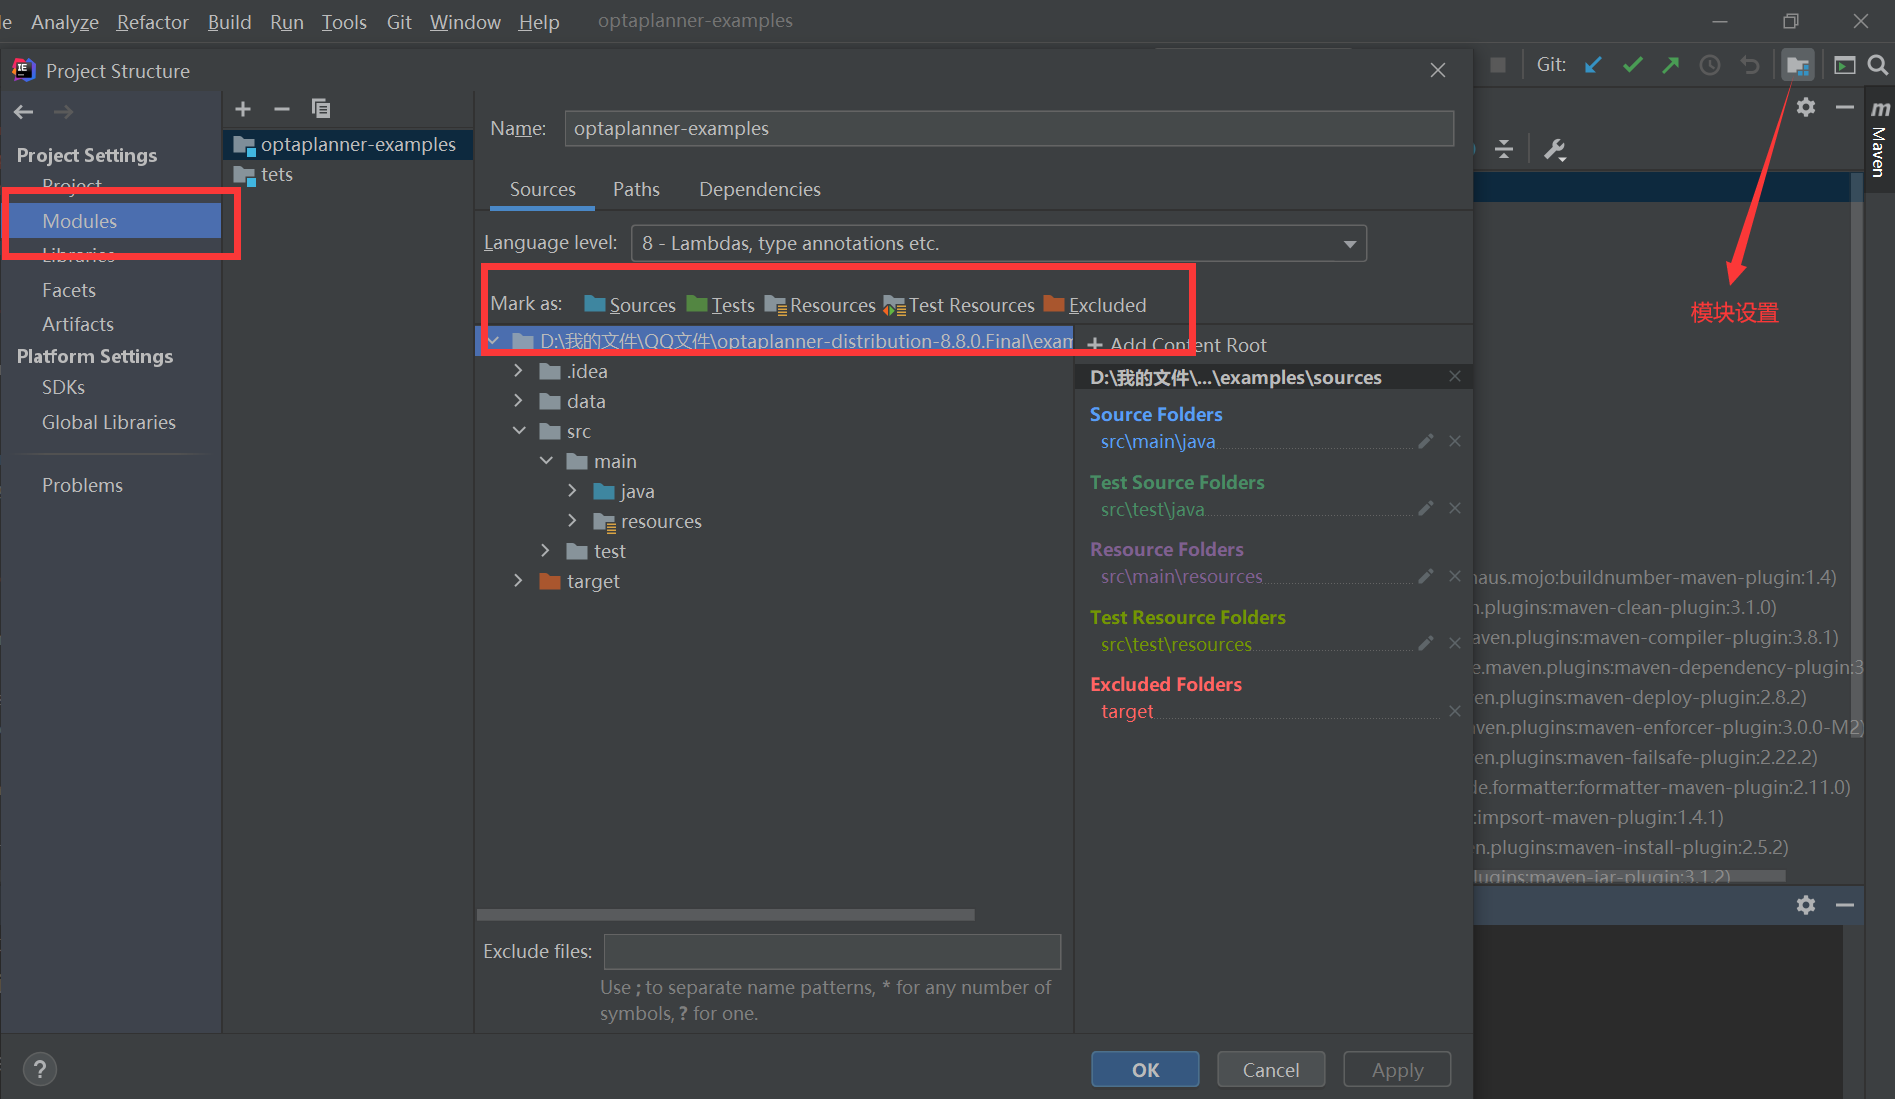 Analyze Refactor Build Run Tools Git Window Help optaplanner-examples
Project Structure
Git:
Project Settings
Project
Modules
Libraries
Facets
Artifacts
Platform Settings
SDKs
Global Libraries
Problems
optaplanner-examples
tets
Name: optaplanner-examples
Sources Paths Dependencies
Language level: 8 - Lambdas, type annotations etc.
Mark as: Sources Tests Resources Test Resources Excluded
D:\我的文件\QQ文件\optaplanner-distribution-8.8.0.Final\exam
.idea
data
src
main
java
resources
test
target
Add Content Root
D:\我的文件\...\examples\sources
Source Folders
src\main\java
Test Source Folders
src\test\java
Resource Folders
src\main\resources
Test Resource Folders
src\test\resources
Excluded Folders
target
Exclude files:
Use ; to separate name patterns, * for any number of
symbols, ? for one.
? OK Cancel Apply
m Maven
模块设置
haus.mojo:buildnumber-maven-plugin:1.4)
n.plugins:maven-clean-plugin:3.1.0)
aven.plugins:maven-compiler-plugin:3.8.1)
e.maven.plugins:maven-dependency-plugin:3
en.plugins:maven-deploy-plugin:2.8.2)
aven.plugins:maven-enforcer-plugin:3.0.0-M2)
en.plugins:maven-failsafe-plugin:2.22.2)
de.formatter:formatter-maven-plugin:2.11.0)
:impsort-maven-plugin:1.4.1)
en.plugins:maven-install-plugin:2.5.2)
lugins:maven-jar-plugin:3.1.2)